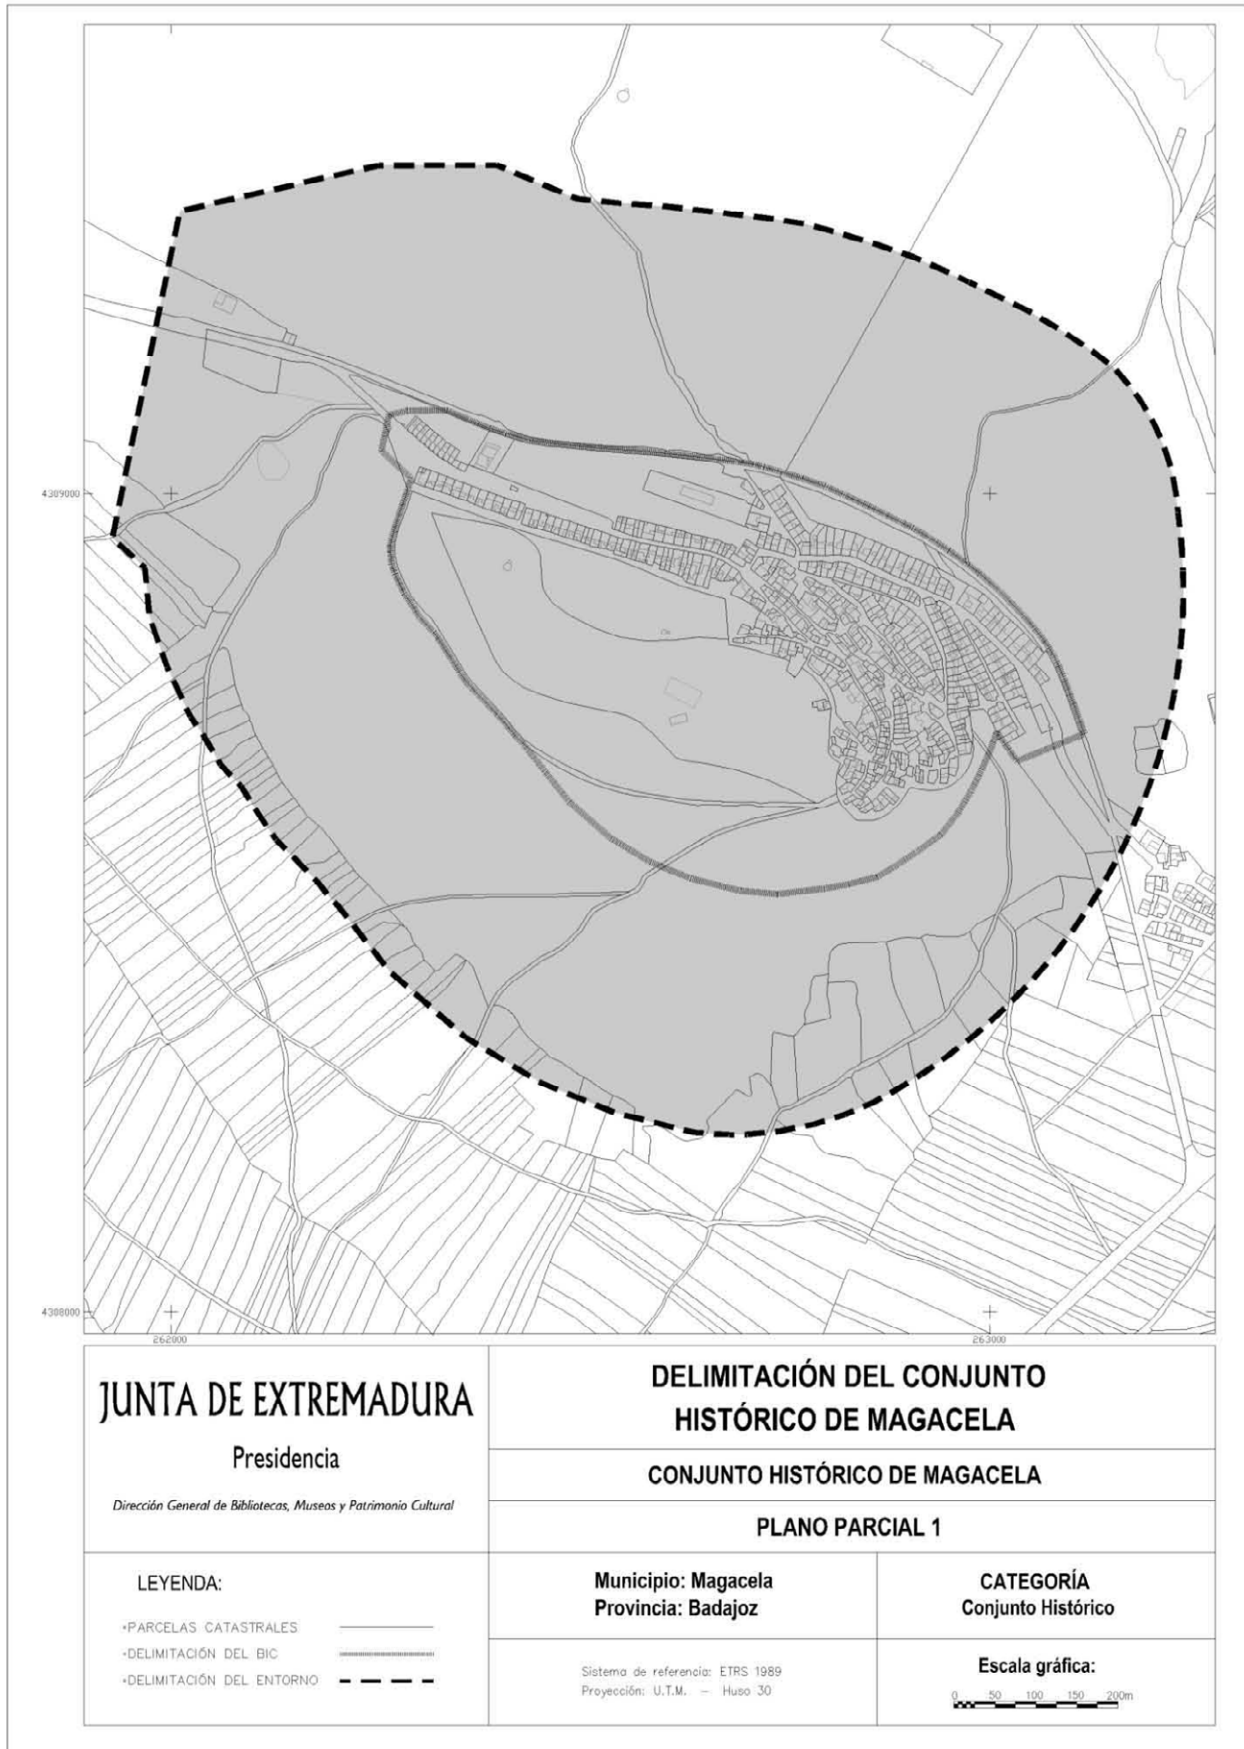 4309000
4308000
262000
263000
JUNTA DE EXTREMADURA
Presidencia
Dirección General de Bibliotecas, Museos y Patrimonio Cultural
DELIMITACIÓN DEL CONJUNTO
HISTÓRICO DE MAGACELA
CONJUNTO HISTÓRICO DE MAGACELA
PLANO PARCIAL 1
LEYENDA:
•PARCELAS CATASTRALES
•DELIMITACIÓN DEL BIC
•DELIMITACIÓN DEL ENTORNO
Municipio: Magacela
Provincia: Badajoz
CATEGORÍA
Conjunto Histórico
Sistema de referencia: ETRS 1989
Proyección: U.T.M. – Huso 30
Escala gráfica:
0 50 100 150 200m